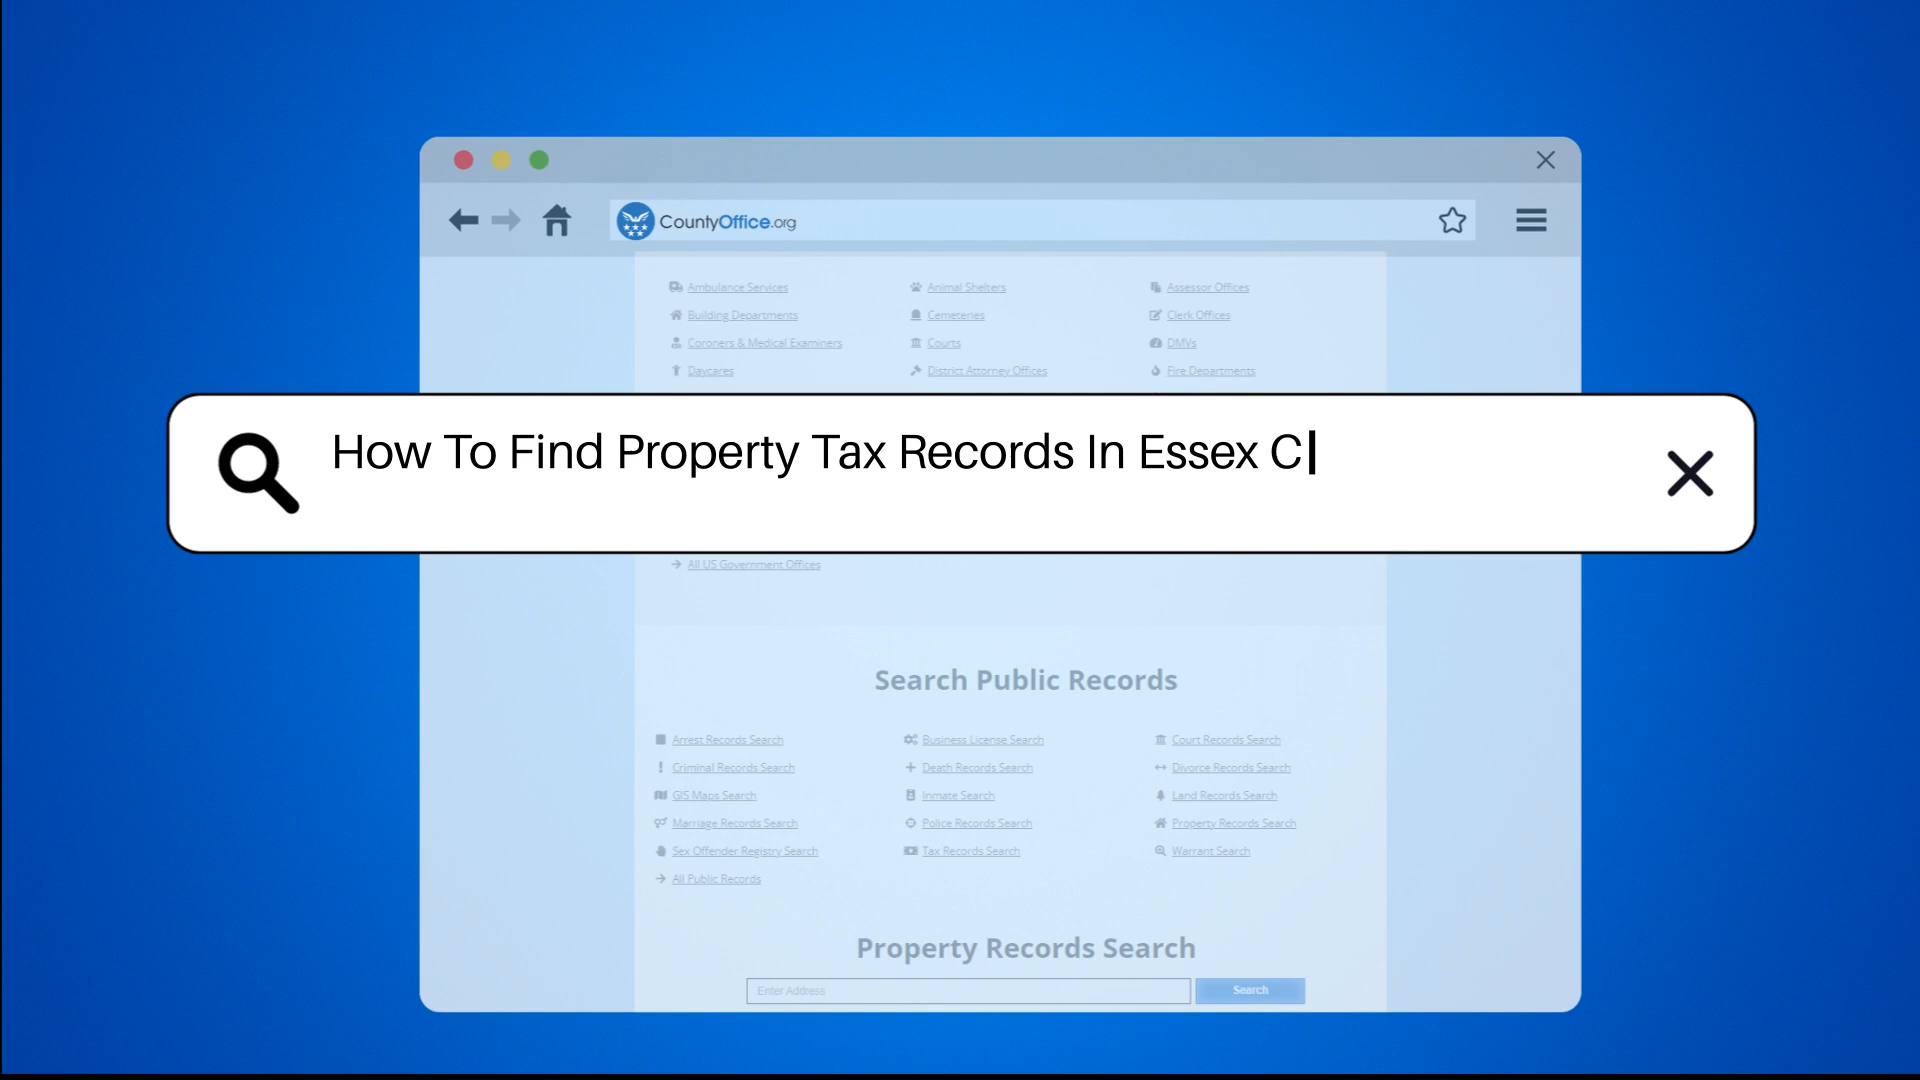 CountyOffice.org
Ambulance Services Animal Shelters Assessor Offices
Building Departments Cemeteries Clerk Offices
Coroners & Medical Examiners Courts DMVs
Daycares District Attorney Offices Fire Departments
How To Find Property Tax Records In Essex C
All US Government Offices
Search Public Records
Arrest Records Search Business License Search Court Records Search
Criminal Records Search Death Records Search Divorce Records Search
GIS Maps Search Inmate Search Land Records Search
Marriage Records Search Police Records Search Property Records Search
Sex Offender Registry Search Tax Records Search Warrant Search
All Public Records
Property Records Search
Enter Address Search